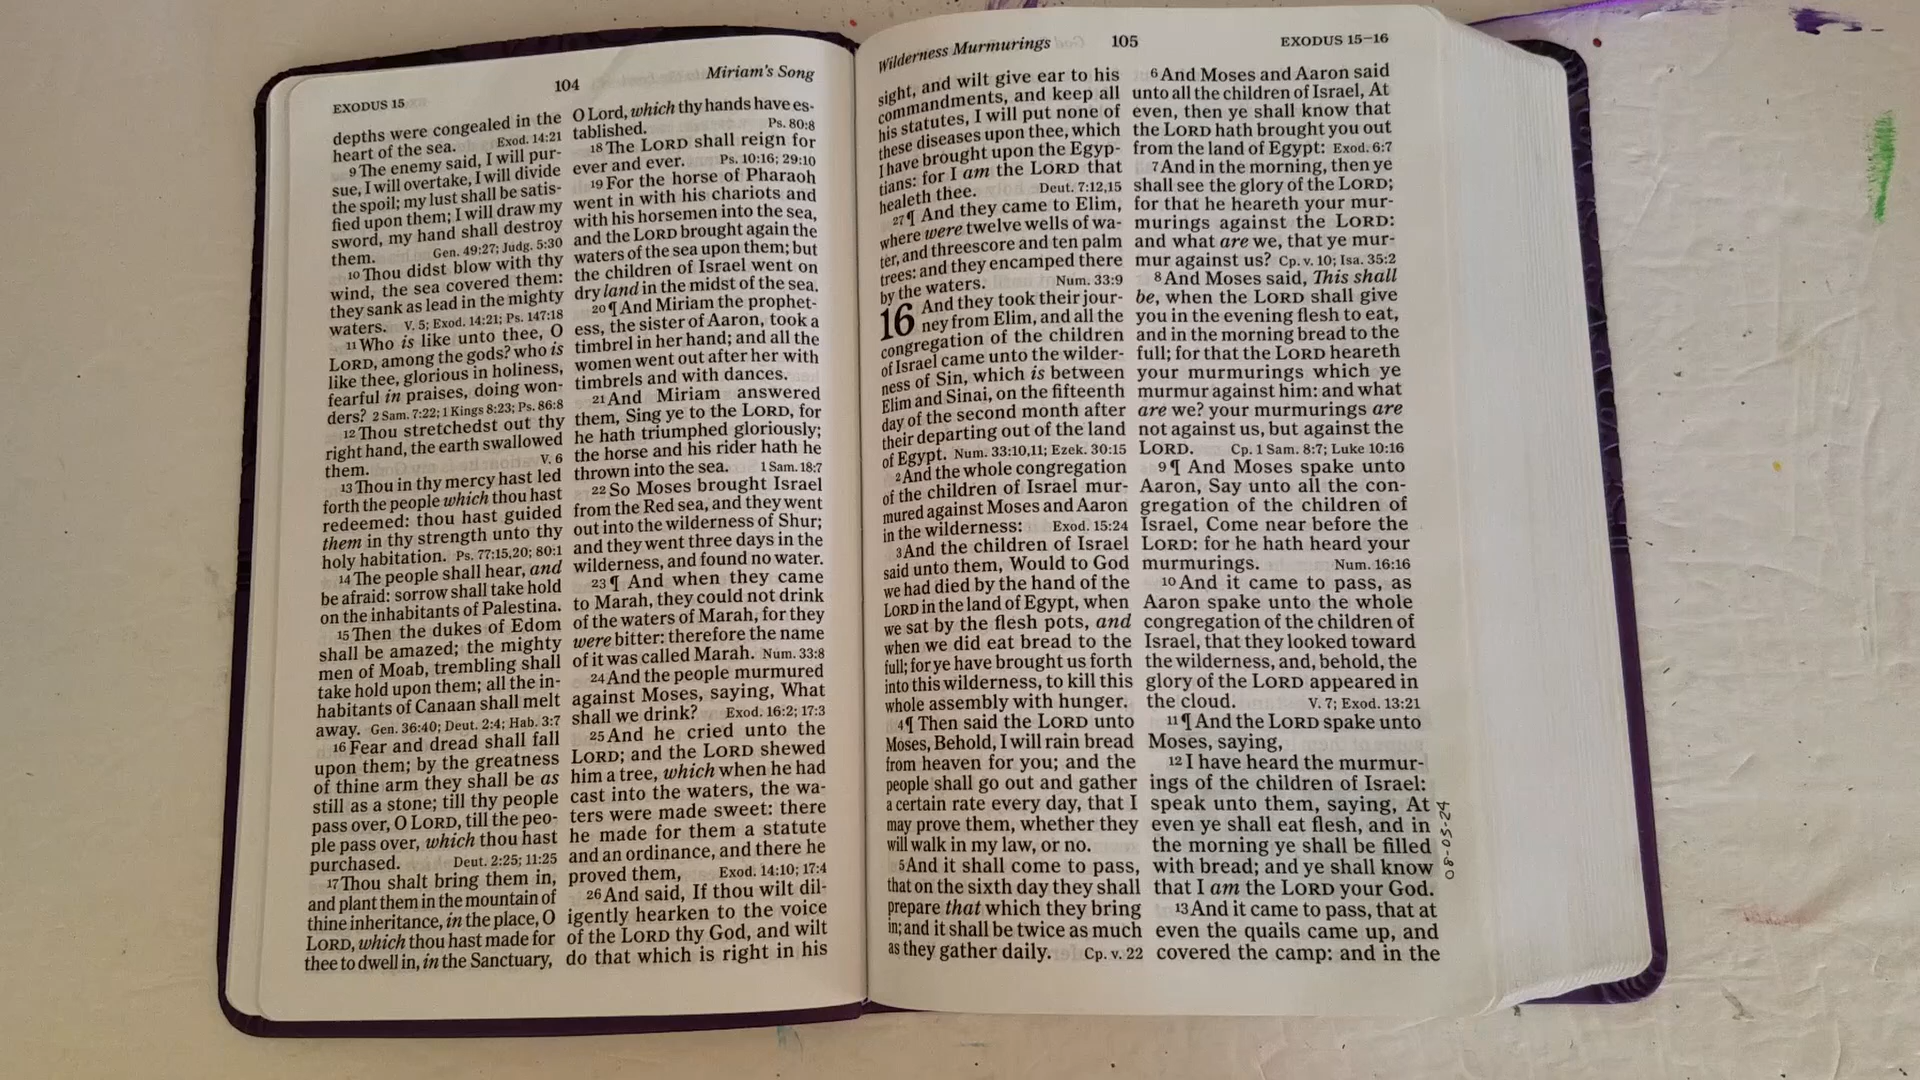 EXODUS 15
104
Miriam's Song
depths were congealed in the
heart of the sea. Exod. 14:21
9 The enemy said, I will pur-
sue, I will overtake, I will divide
the spoil; my lust shall be satis-
fied upon them; I will draw my
sword, my hand shall destroy
them. Gen. 49:27; Judg. 5:30
10 Thou didst blow with thy
wind, the sea covered them:
they sank as lead in the mighty
waters. V. 5; Exod. 14:21; Ps. 147:18
11 Who is like unto thee, O
LORD, among the gods? who is
like thee, glorious in holiness,
fearful in praises, doing won-
ders? 2 Sam. 7:22; 1 Kings 8:23; Ps. 86:8
12 Thou stretchedst out thy
right hand, the earth swallowed
them. V. 6
13 Thou in thy mercy hast led
forth the people which thou hast
redeemed: thou hast guided
them in thy strength unto thy
holy habitation. Ps. 77:15,20; 80:1
14 The people shall hear, and
be afraid: sorrow shall take hold
on the inhabitants of Palestina.
15 Then the dukes of Edom
shall be amazed; the mighty
men of Moab, trembling shall
take hold upon them; all the in-
habitants of Canaan shall melt
away. Gen. 36:40; Deut. 2:4; Hab. 3:7
16 Fear and dread shall fall
upon them; by the greatness
of thine arm they shall be as
still as a stone; till thy people
pass over, O LORD, till the peo-
ple pass over, which thou hast
purchased. Deut. 2:25; 11:25
17 Thou shalt bring them in,
and plant them in the mountain of
thine inheritance, in the place, O
LORD, which thou hast made for
thee to dwell in, in the Sanctuary,
O Lord, which thy hands have es-
tablished. Ps. 80:8
18 The LORD shall reign for
ever and ever. Ps. 10:16; 29:10
19 For the horse of Pharaoh
went in with his chariots and
with his horsemen into the sea,
and the LORD brought again the
waters of the sea upon them; but
the children of Israel went on
dry land in the midst of the sea.
20 ¶ And Miriam the prophet-
ess, the sister of Aaron, took a
timbrel in her hand; and all the
women went out after her with
timbrels and with dances.
21 And Miriam answered
them, Sing ye to the LORD, for
he hath triumphed gloriously;
the horse and his rider hath he
thrown into the sea. 1 Sam. 18:7
22 So Moses brought Israel
from the Red sea, and they went
out into the wilderness of Shur;
and they went three days in the
wilderness, and found no water.
23 ¶ And when they came
to Marah, they could not drink
of the waters of Marah, for they
were bitter: therefore the name
of it was called Marah. Num. 33:8
24 And the people murmured
against Moses, saying, What
shall we drink? Exod. 16:2; 17:3
25 And he cried unto the
LORD; and the LORD shewed
him a tree, which when he had
cast into the waters, the wa-
ters were made sweet: there
he made for them a statute
and an ordinance, and there he
proved them, Exod. 14:10; 17:4
26 And said, If thou wilt dil-
igently hearken to the voice
of the LORD thy God, and wilt
do that which is right in his
Wilderness Murmurings
105
EXODUS 15–16
sight, and wilt give ear to his
commandments, and keep all
his statutes, I will put none of
these diseases upon thee, which
I have brought upon the Egyp-
tians: for I am the LORD that
healeth thee. Deut. 7:12,15
27 ¶ And they came to Elim,
where were twelve wells of wa-
ter, and threescore and ten palm
trees: and they encamped there
by the waters. Num. 33:9
16 And they took their jour-
ney from Elim, and all the
congregation of the children
of Israel came unto the wilder-
ness of Sin, which is between
Elim and Sinai, on the fifteenth
day of the second month after
their departing out of the land
of Egypt. Num. 33:10,11; Ezek. 30:15
2 And the whole congregation
of the children of Israel mur-
mured against Moses and Aaron
in the wilderness: Exod. 15:24
3 And the children of Israel
said unto them, Would to God
we had died by the hand of the
LORD in the land of Egypt, when
we sat by the flesh pots, and
when we did eat bread to the
full; for ye have brought us forth
into this wilderness, to kill this
whole assembly with hunger.
4 ¶ Then said the LORD unto
Moses, Behold, I will rain bread
from heaven for you; and the
people shall go out and gather
a certain rate every day, that I
may prove them, whether they
will walk in my law, or no.
5 And it shall come to pass,
that on the sixth day they shall
prepare that which they bring
in; and it shall be twice as much
as they gather daily. Cp. v. 22
6 And Moses and Aaron said
unto all the children of Israel, At
even, then ye shall know that
the LORD hath brought you out
from the land of Egypt: Exod. 6:7
7 And in the morning, then ye
shall see the glory of the LORD;
for that he heareth your mur-
murings against the LORD:
and what are we, that ye mur-
mur against us? Cp. v. 10; Isa. 35:2
8 And Moses said, This shall
be, when the LORD shall give
you in the evening flesh to eat,
and in the morning bread to the
full; for that the LORD heareth
your murmurings which ye
murmur against him: and what
are we? your murmurings are
not against us, but against the
LORD. Cp. 1 Sam. 8:7; Luke 10:16
9 ¶ And Moses spake unto
Aaron, Say unto all the con-
gregation of the children of
Israel, Come near before the
LORD: for he hath heard your
murmurings. Num. 16:16
10 And it came to pass, as
Aaron spake unto the whole
congregation of the children of
Israel, that they looked toward
the wilderness, and, behold, the
glory of the LORD appeared in
the cloud. V. 7; Exod. 13:21
11 ¶ And the LORD spake unto
Moses, saying,
12 I have heard the murmur-
ings of the children of Israel:
speak unto them, saying, At
even ye shall eat flesh, and in
the morning ye shall be filled
with bread; and ye shall know
that I am the LORD your God.
13 And it came to pass, that at
even the quails came up, and
covered the camp: and in the
08-05-24